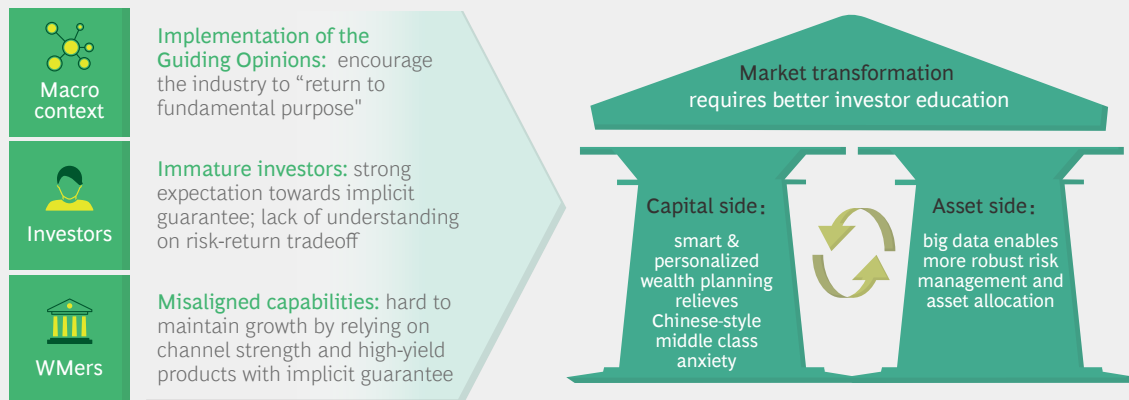 Macro
context
Implementation of the
Guiding Opinions: encourage
the industry to “return to
fundamental purpose"
Investors
Immature investors: strong
expectation towards implicit
guarantee; lack of understanding
on risk-return tradeoff
WMers
Misaligned capabilities: hard to
maintain growth by relying on
channel strength and high-yield
products with implicit guarantee
Market transformation
requires better investor education
Capital side：
smart &
personalized
wealth planning
relieves
Chinese-style
middle class
anxiety
Asset side：
big data enables
more robust risk
management and
asset allocation